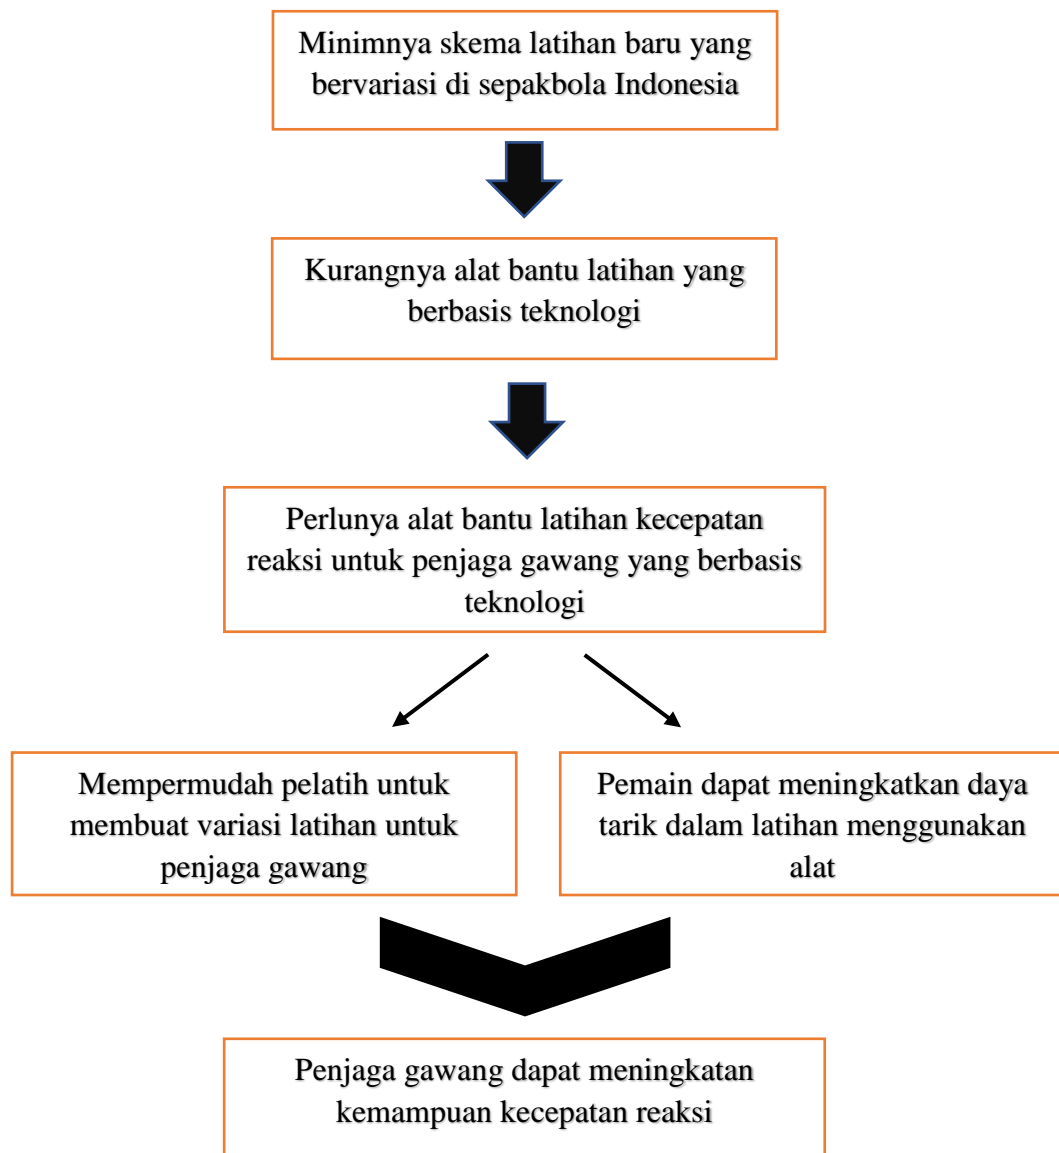 Minimnya skema latihan baru yang
bervariasi di sepakbola Indonesia
Kurangnya alat bantu latihan yang
berbasis teknologi
Perlunya alat bantu latihan kecepatan
reaksi untuk penjaga gawang yang berbasis
teknologi
Mempermudah pelatih untuk
membuat variasi latihan untuk
penjaga gawang
Pemain dapat meningkatkan daya
tarik dalam latihan menggunakan
alat
Penjaga gawang dapat meningkatan
kemampuan kecepatan reaksi